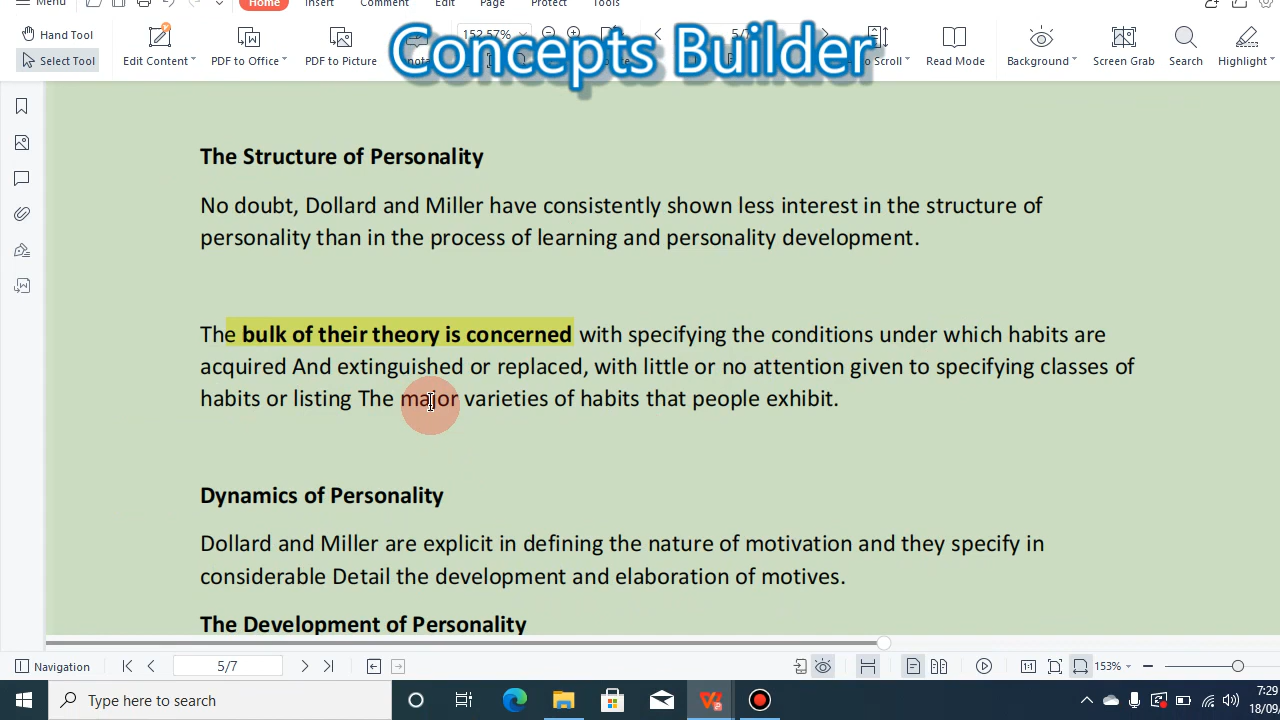 Menu Home Insert Comment Edit Page Protect Tools
Concepts Builder
Hand Tool 152.57% 5/7
Select Tool Edit Content PDF to Office PDF to Picture Scroll Read Mode Background Screen Grab Search Highlight
The Structure of Personality
No doubt, Dollard and Miller have consistently shown less interest in the structure of
personality than in the process of learning and personality development.
The bulk of their theory is concerned with specifying the conditions under which habits are
acquired And extinguished or replaced, with little or no attention given to specifying classes of
habits or listing The major varieties of habits that people exhibit.
Dynamics of Personality
Dollard and Miller are explicit in defining the nature of motivation and they specify in
considerable Detail the development and elaboration of motives.
The Development of Personality
Navigation 5/7 1:1 153%
Type here to search 7:29
18/09